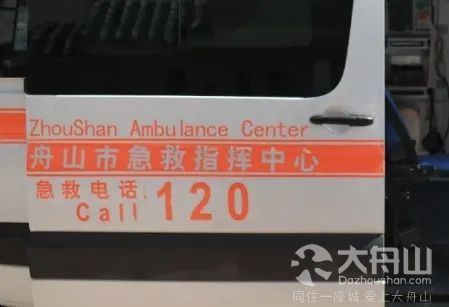 ZhouShan Ambulance Center
舟山市急救指挥中心
急救电话:
Call 120
大舟山
Dazhoushan.com
同住一座城 爱上大舟山